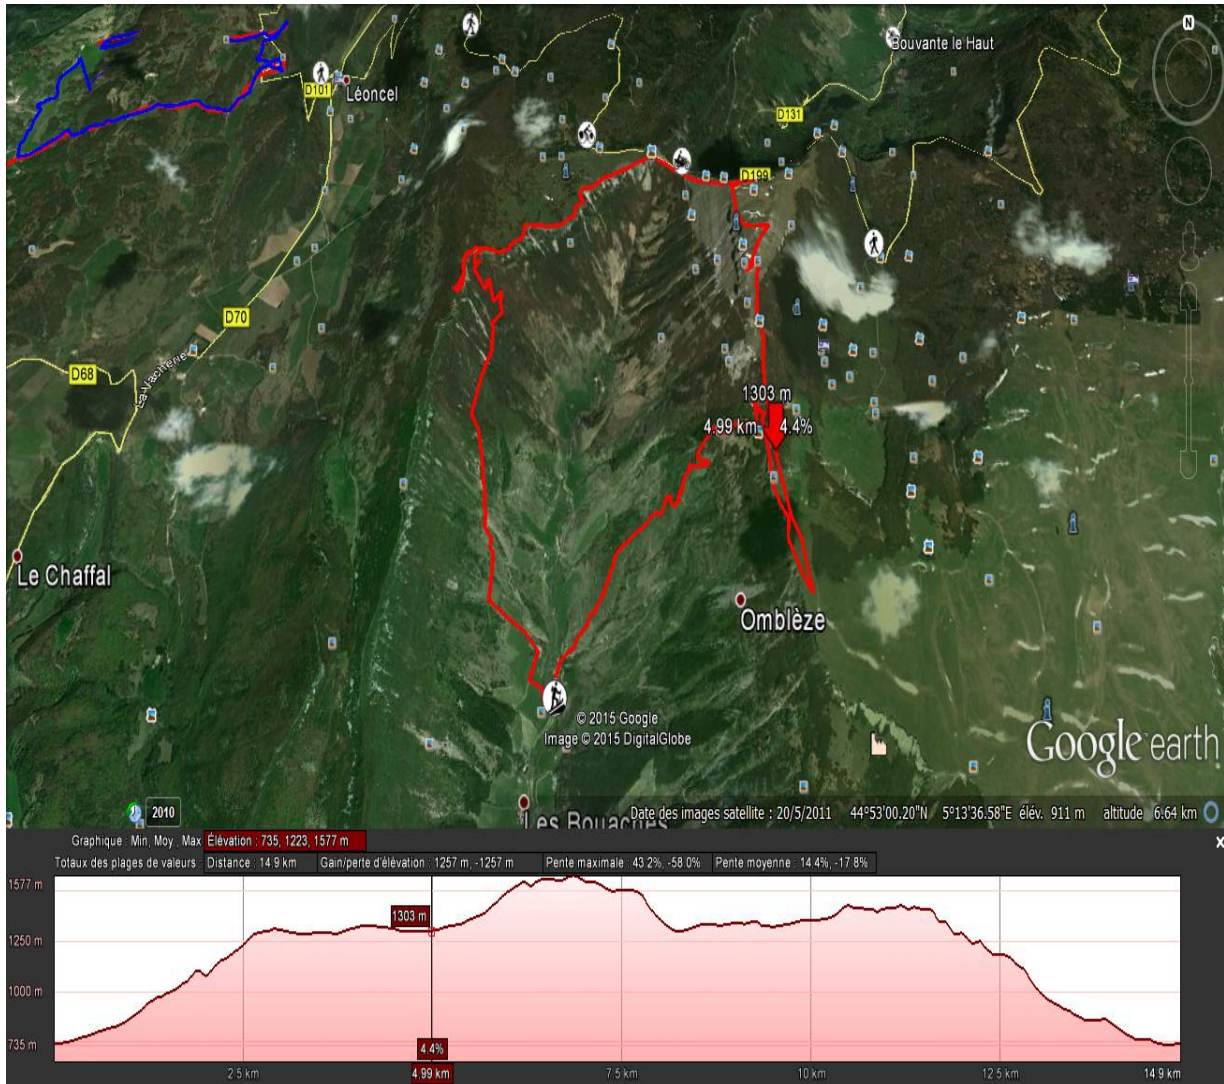 N
Bouvante le Haut
D101
Léoncel
D131
D199
D70
La Vacherie
D68
1303 m
4.99 km
4.4%
Le Chaffal
Omblèze
© 2015 Google
Image © 2015 DigitalGlobe
Google earth
2010
Les Bouacques
Date des images satellite : 20/5/2011 44°53'00.20"N 5°13'36.58"E élév. 911 m altitude 6.64 km
Graphique : Min, Moy, Max Élévation : 735, 1223, 1577 m
x
Totaux des plages de valeurs : Distance : 14.9 km Gain/perte d'élévation : 1257 m, -1257 m Pente maximale : 43.2%, -58.0% Pente moyenne : 14.4%, -17.8%
1577 m
1303 m
1250 m
1000 m
735 m
4.4%
2.5 km
4.99 km
7.5 km
10 km
12.5 km
14.9 km